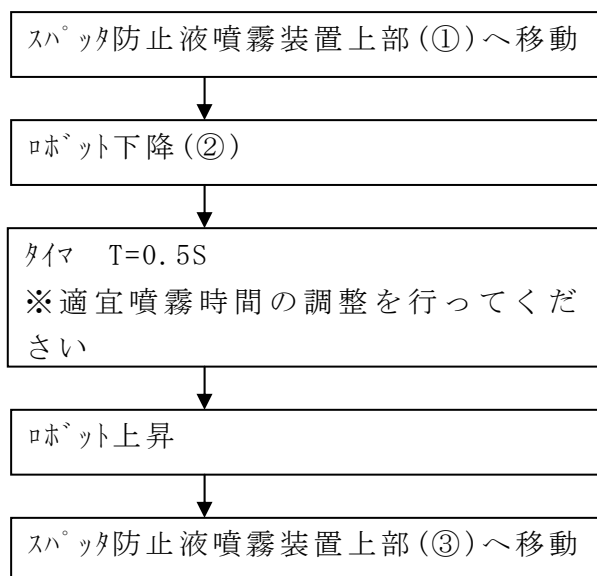 ｽﾊﾟｯﾀ防止液噴霧装置上部(①)へ移動
ﾛﾎﾞｯﾄ下降(②)
ﾀｲﾏ　T=0.5S
※適宜噴霧時間の調整を行ってくだ
さい
ﾛﾎﾞｯﾄ上昇
ｽﾊﾟｯﾀ防止液噴霧装置上部(③)へ移動